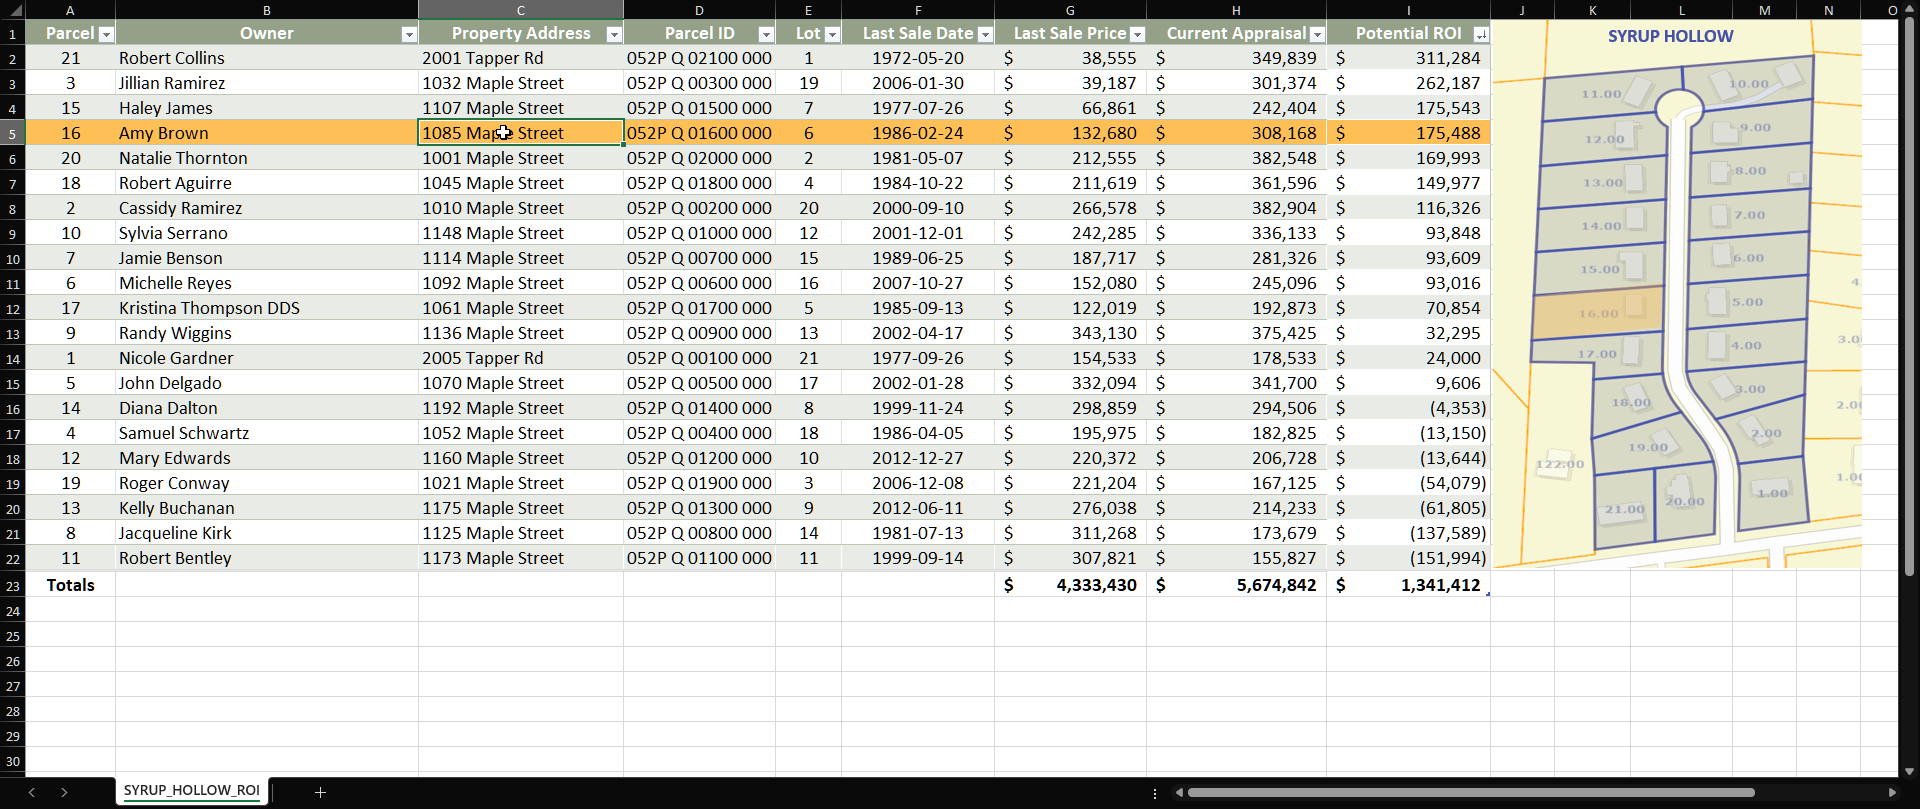 A B C D E F G H I J K L M N O
1 Parcel Owner Property Address Parcel ID Lot Last Sale Date Last Sale Price Current Appraisal Potential ROI
2 21 Robert Collins 2001 Tapper Rd 052P Q 02100 000 1 1972-05-20 $ 38,555 $ 349,839 $ 311,284
3 3 Jillian Ramirez 1032 Maple Street 052P Q 00300 000 19 2006-01-30 $ 39,187 $ 301,374 $ 262,187
4 15 Haley James 1107 Maple Street 052P Q 01500 000 7 1977-07-26 $ 66,861 $ 242,404 $ 175,543
5 16 Amy Brown 1085 Maple Street 052P Q 01600 000 6 1986-02-24 $ 132,680 $ 308,168 $ 175,488
6 20 Natalie Thornton 1001 Maple Street 052P Q 02000 000 2 1981-05-07 $ 212,555 $ 382,548 $ 169,993
7 18 Robert Aguirre 1045 Maple Street 052P Q 01800 000 4 1984-10-22 $ 211,619 $ 361,596 $ 149,977
8 2 Cassidy Ramirez 1010 Maple Street 052P Q 00200 000 20 2000-09-10 $ 266,578 $ 382,904 $ 116,326
9 10 Sylvia Serrano 1148 Maple Street 052P Q 01000 000 12 2001-12-01 $ 242,285 $ 336,133 $ 93,848
10 7 Jamie Benson 1114 Maple Street 052P Q 00700 000 15 1989-06-25 $ 187,717 $ 281,326 $ 93,609
11 6 Michelle Reyes 1092 Maple Street 052P Q 00600 000 16 2007-10-27 $ 152,080 $ 245,096 $ 93,016
12 17 Kristina Thompson DDS 1061 Maple Street 052P Q 01700 000 5 1985-09-13 $ 122,019 $ 192,873 $ 70,854
13 9 Randy Wiggins 1136 Maple Street 052P Q 00900 000 13 2002-04-17 $ 343,130 $ 375,425 $ 32,295
14 1 Nicole Gardner 2005 Tapper Rd 052P Q 00100 000 21 1977-09-26 $ 154,533 $ 178,533 $ 24,000
15 5 John Delgado 1070 Maple Street 052P Q 00500 000 17 2002-01-28 $ 332,094 $ 341,700 $ 9,606
16 14 Diana Dalton 1192 Maple Street 052P Q 01400 000 8 1999-11-24 $ 298,859 $ 294,506 $ (4,353)
17 4 Samuel Schwartz 1052 Maple Street 052P Q 00400 000 18 1986-04-05 $ 195,975 $ 182,825 $ (13,150)
18 12 Mary Edwards 1160 Maple Street 052P Q 01200 000 10 2012-12-27 $ 220,372 $ 206,728 $ (13,644)
19 19 Roger Conway 1021 Maple Street 052P Q 01900 000 3 2006-12-08 $ 221,204 $ 167,125 $ (54,079)
20 13 Kelly Buchanan 1175 Maple Street 052P Q 01300 000 9 2012-06-11 $ 276,038 $ 214,233 $ (61,805)
21 8 Jacqueline Kirk 1125 Maple Street 052P Q 00800 000 14 1981-07-13 $ 311,268 $ 173,679 $ (137,589)
22 11 Robert Bentley 1173 Maple Street 052P Q 01100 000 11 1999-09-14 $ 307,821 $ 155,827 $ (151,994)
23 Totals $ 4,333,430 $ 5,674,842 $ 1,341,412
24
25
26
27
28
29
30
SYRUP HOLLOW
10.00
11.00
9.00
12.00
8.00
13.00
7.00
14.00
6.00
15.00
4.
5.00
16.00
3.0
4.00
17.00
3.00
18.00
2.0
2.00
19.00
122.00
1.0
1.00
20.00
21.00
SYRUP_HOLLOW_ROI